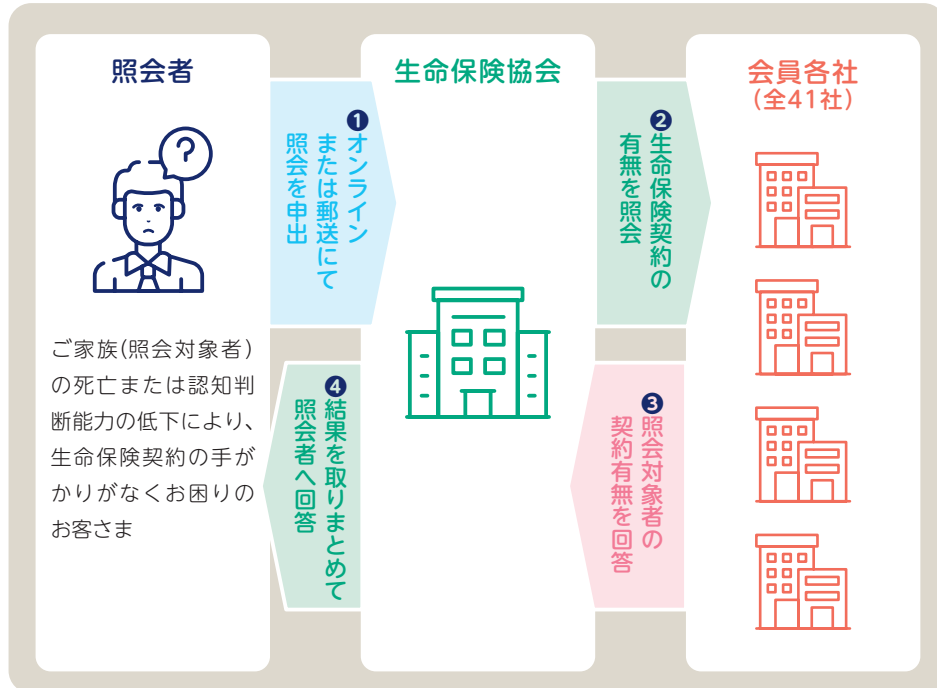 照会者
?
ご家族(照会対象者)
の死亡または認知判
断能力の低下により、
生命保険契約の手が
かりがなくお困りの
お客さま
❶オンライン
または郵送にて
照会を申出
生命保険協会
❷生命保険契約の
有無を照会
会員各社
(全41社)
❸照会対象者の
契約有無を回答
❹結果を取りまとめて
照会者へ回答